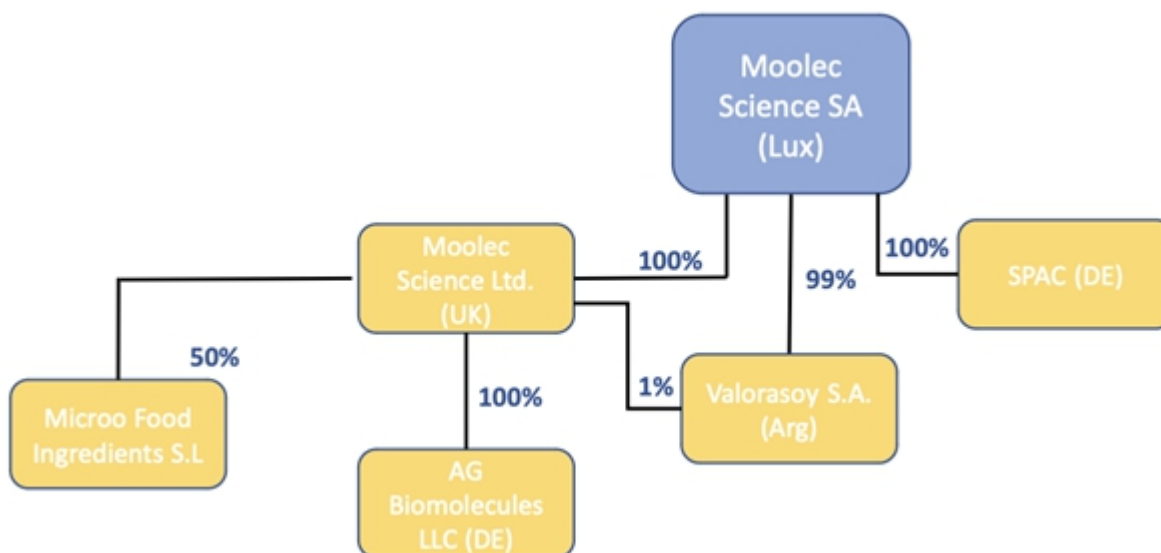 Moolec
Science SA
(Lux)
Moolec
Science Ltd.
(UK)
100%
99%
100%
SPAC (DE)
50%
100%
1%
Microo Food
Ingredients S.L
Valorasoy S.A.
(Arg)
AG
Biomolecules
LLC (DE)